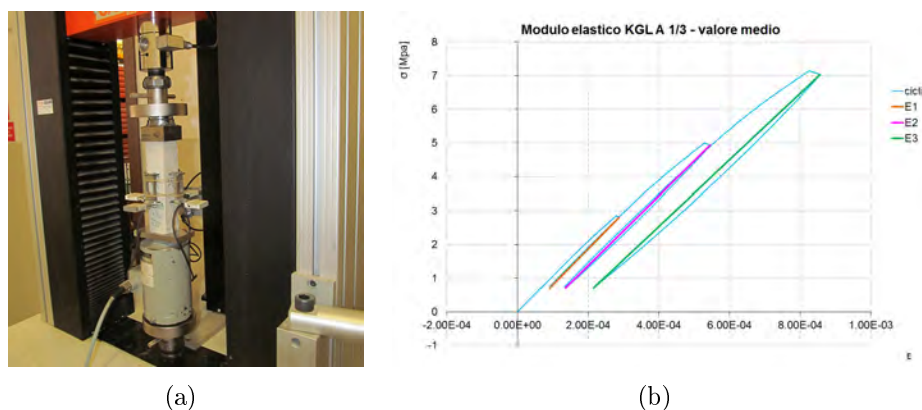 Modulo elastico KGL A 1/3 - valore medio
σ [Mpa]
8
7
6
5
4
3
2
1
0
-1
-2.00E-04 0.00E+00 2.00E-04 4.00E-04 6.00E-04 8.00E-04 1.00E-03
ε
cicli
E1
E2
E3
(a)
(b)